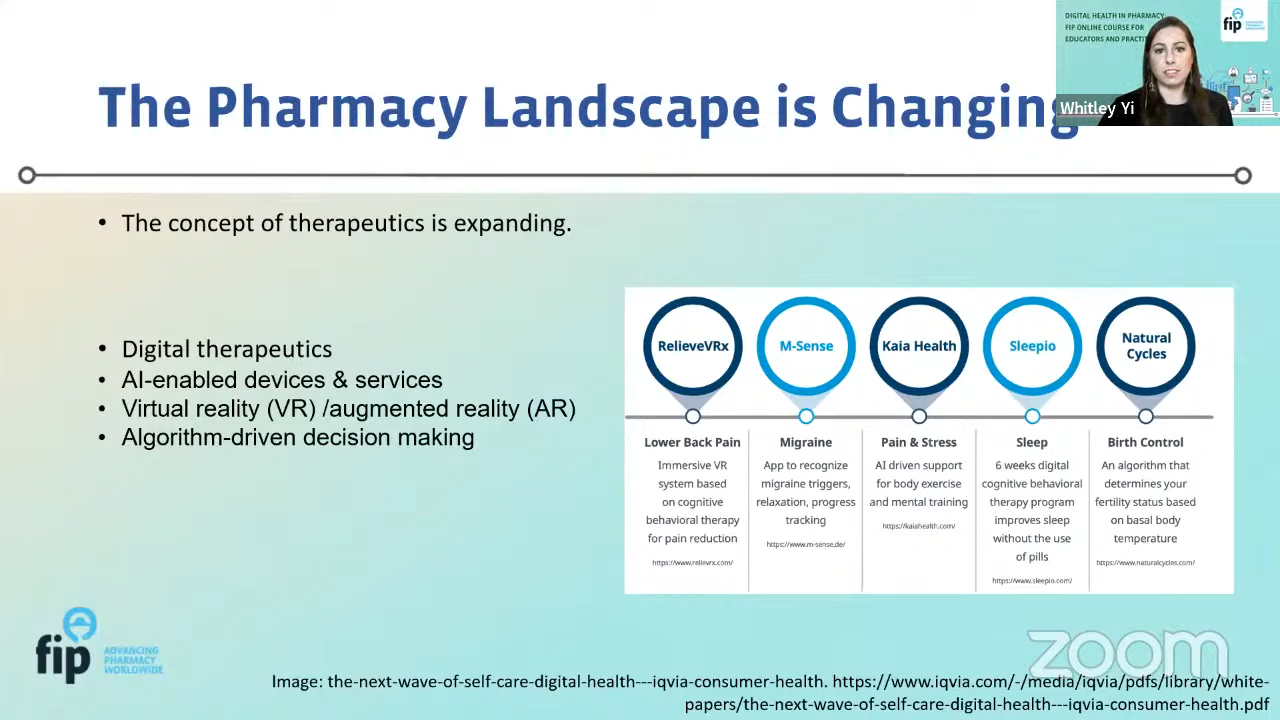 DIGITAL HEALTH IN PHARMACY
FIP ONLINE COURSE FOR
EDUCATORS AND
fip
Whitley Yi
The Pharmacy Landscape is Changing
• The concept of therapeutics is expanding.
• Digital therapeutics
• AI-enabled devices & services
• Virtual reality (VR) /augmented reality (AR)
• Algorithm-driven decision making
RelieveVRx
Lower Back Pain
Immersive VR
system based
on cognitive
behavioral therapy
for pain reduction
https://www.relievrx.com/
M-Sense
Migraine
App to recognize
migraine triggers,
relaxation, progress
tracking
https://www.m-sense.de/
Kaia Health
Pain & Stress
AI driven support
for body exercise
and mental training
https://kaiahealth.com/
Sleepio
Sleep
6 weeks digital
cognitive behavioral
therapy program
improves sleep
without the use
of pills
https://www.sleepio.com/
Natural
Cycles
Birth Control
An algorithm that
determines your
fertility status based
on basal body
temperature
https://www.naturalcycles.com/
fip
ADVANCING
PHARMACY
WORLDWIDE
zoom
Image: the-next-wave-of-self-care-digital-health---iqvia-consumer-health. https://www.iqvia.com/-/media/iqvia/pdfs/library/white-
papers/the-next-wave-of-self-care-digital-health---iqvia-consumer-health.pdf